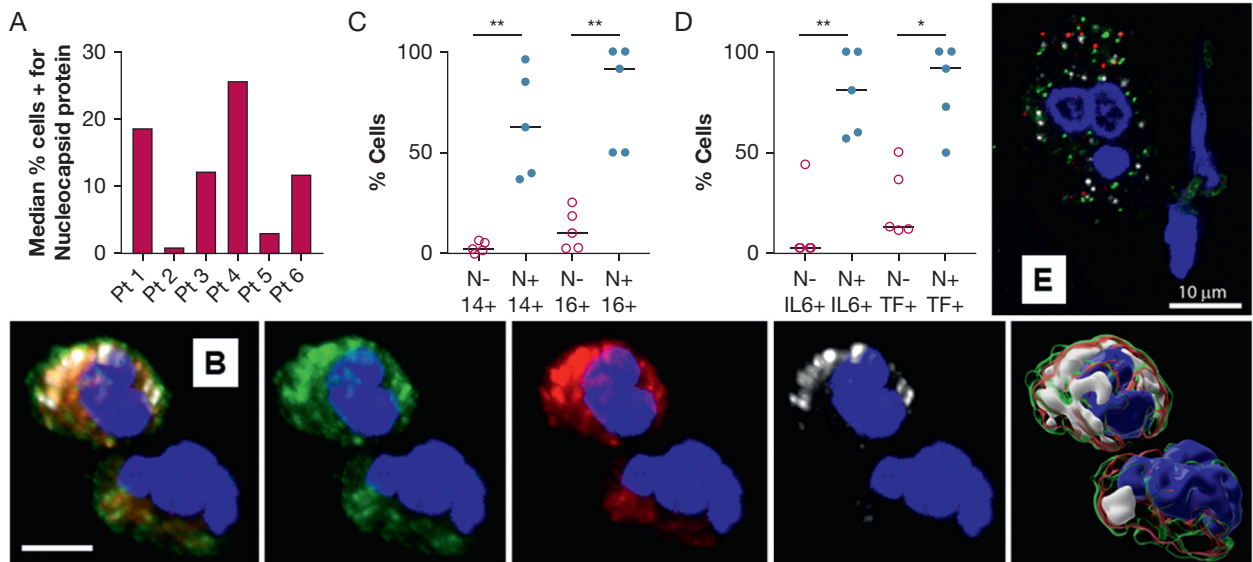 A
Median % cells + for
Nucleocapsid protein
30
20
10
0
Pt 1
Pt 2
Pt 3
Pt 4
Pt 5
Pt 6
C
% Cells
100
50
0
**
**
N- N+ N- N+
14+ 14+ 16+ 16+
D
% Cells
100
50
0
**
*
N- N+ N- N+
IL6+ IL6+ TF+ TF+
E
10 µm
B